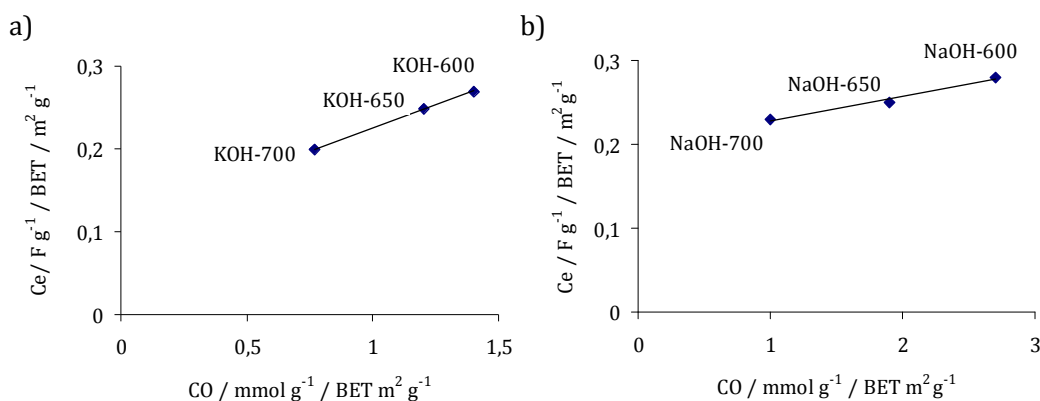 a)
Ce/ F g⁻¹ / BET / m² g⁻¹
0,3
0,2
0,1
0
KOH-600
KOH-650
KOH-700
0
0,5
1
1,5
CO / mmol g⁻¹ / BET m² g⁻¹
b)
Ce / F g⁻¹ / BET / m² g⁻¹
0,3
0,2
0,1
0
NaOH-600
NaOH-650
NaOH-700
0
1
2
3
CO / mmol g⁻¹ / BET m² g⁻¹